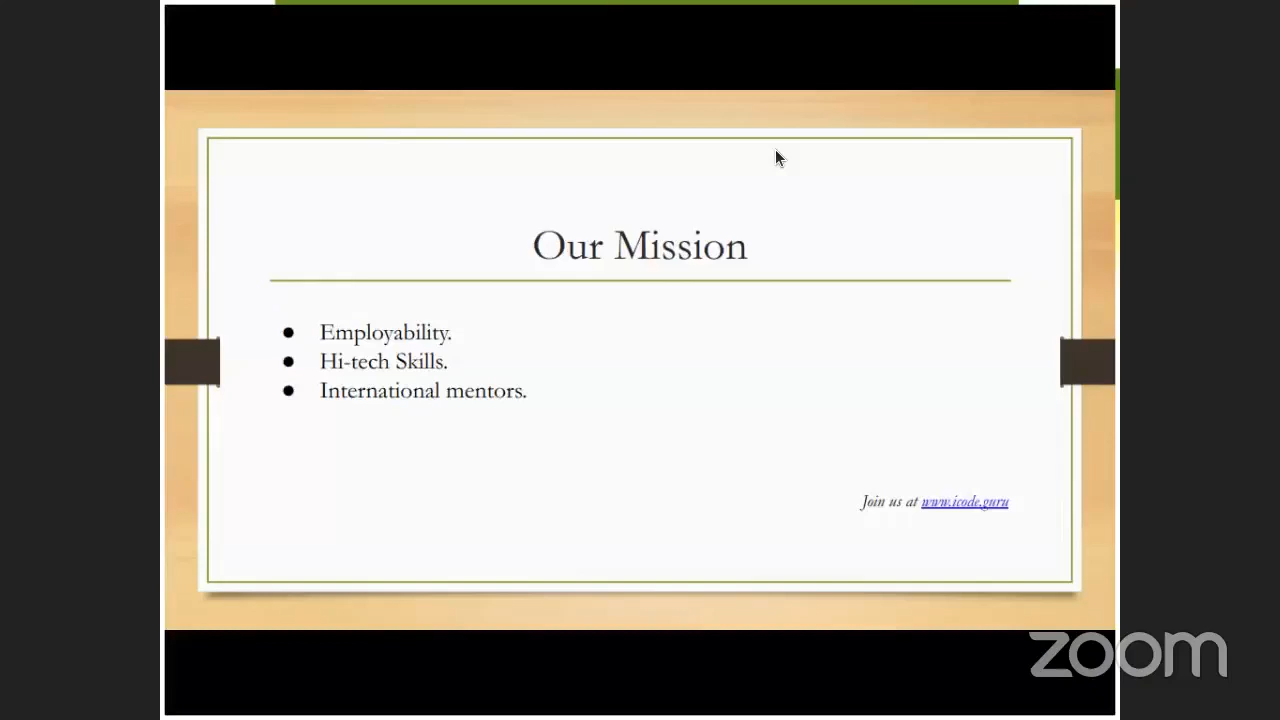 Our Mission
● Employability.
● Hi-tech Skills.
● International mentors.
Join us at www.icode.guru
zoom